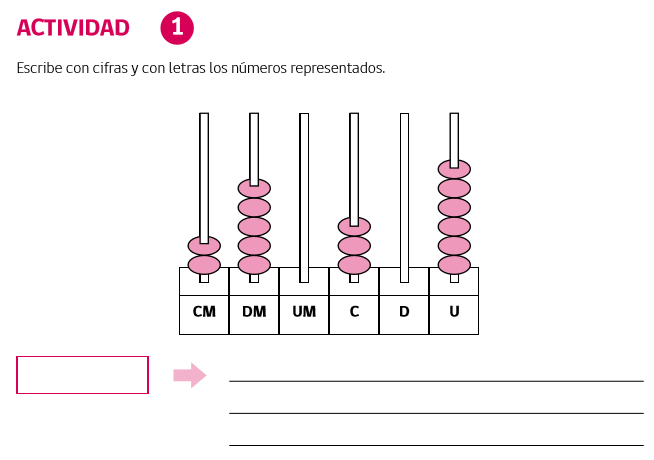 ACTIVIDAD 1
Escribe con cifras y con letras los números representados.
CM DM UM C D U